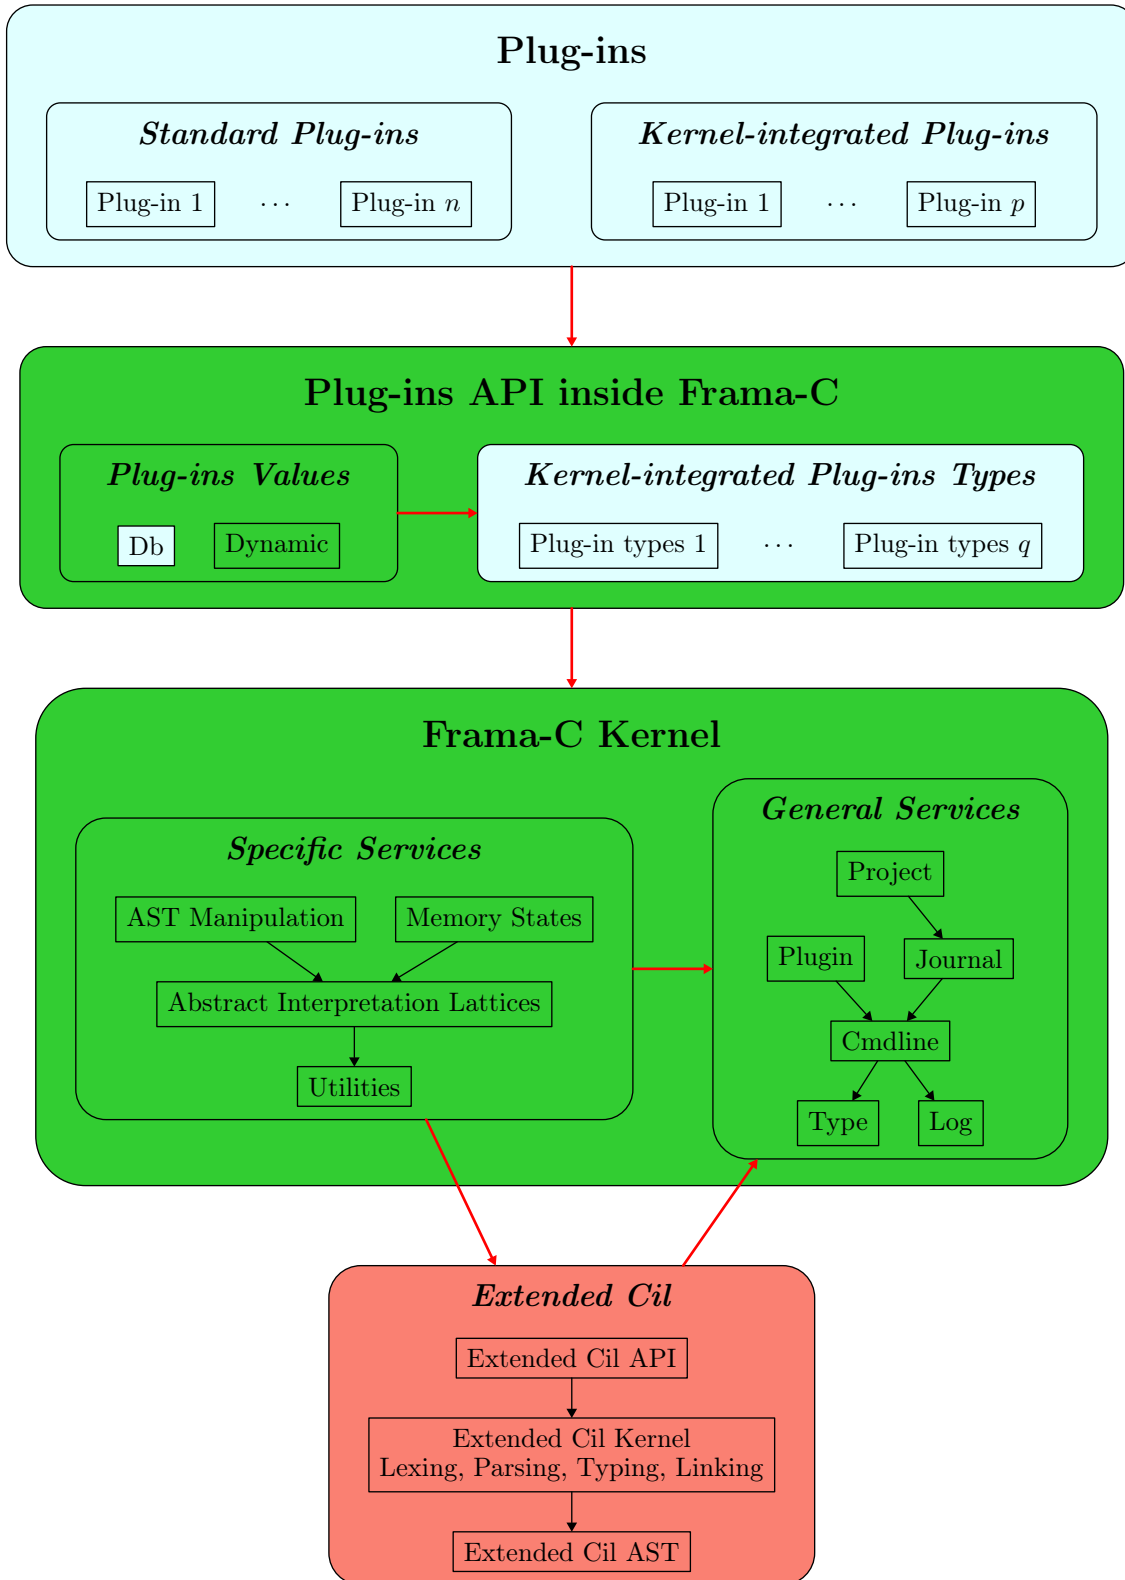 Plug-ins
Standard Plug-ins
Plug-in 1 ... Plug-in n
Kernel-integrated Plug-ins
Plug-in 1 ... Plug-in p
Plug-ins API inside Frama-C
Plug-ins Values
Db Dynamic
Kernel-integrated Plug-ins Types
Plug-in types 1 ... Plug-in types q
Frama-C Kernel
Specific Services
AST Manipulation Memory States
Abstract Interpretation Lattices
Utilities
General Services
Project
Plugin Journal
Cmdline
Type Log
Extended Cil
Extended Cil API
Extended Cil Kernel
Lexing, Parsing, Typing, Linking
Extended Cil AST